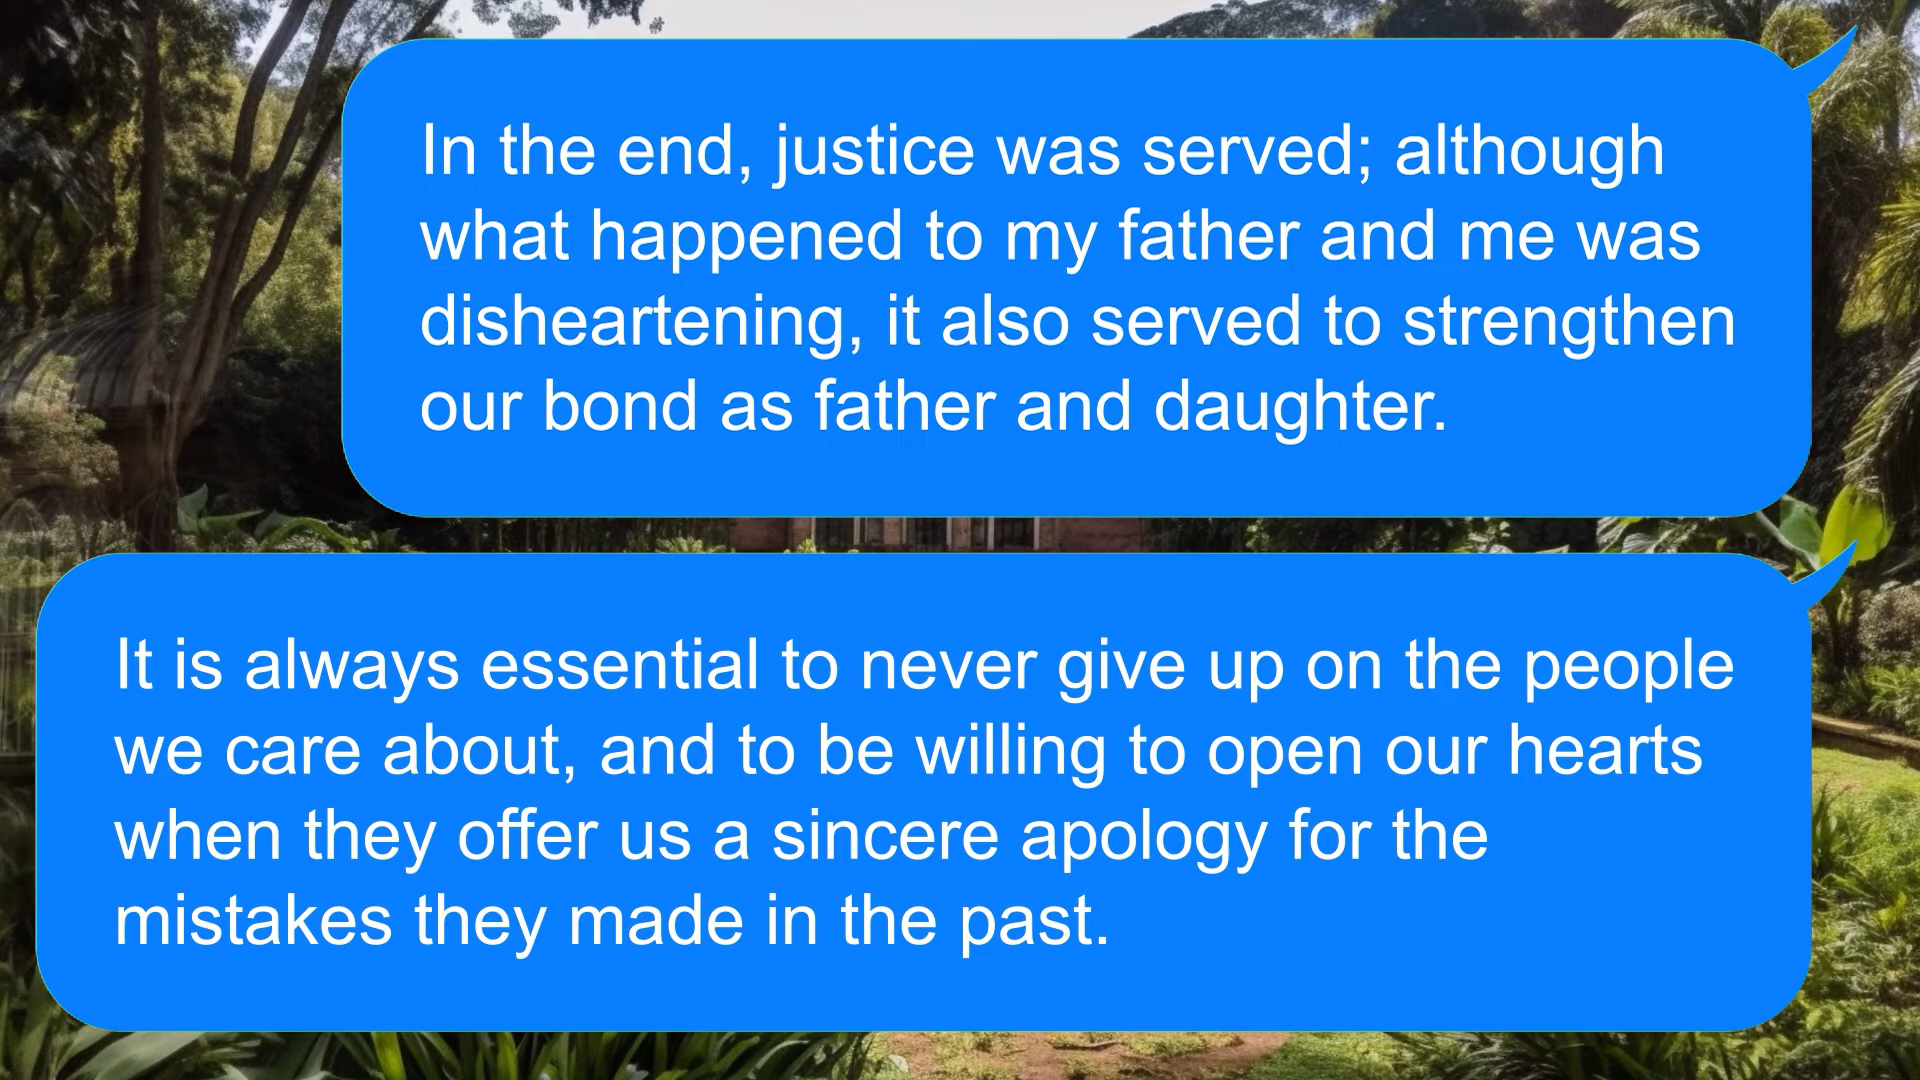 In the end, justice was served; although
what happened to my father and me was
disheartening, it also served to strengthen
our bond as father and daughter.
It is always essential to never give up on the people
we care about, and to be willing to open our hearts
when they offer us a sincere apology for the
mistakes they made in the past.